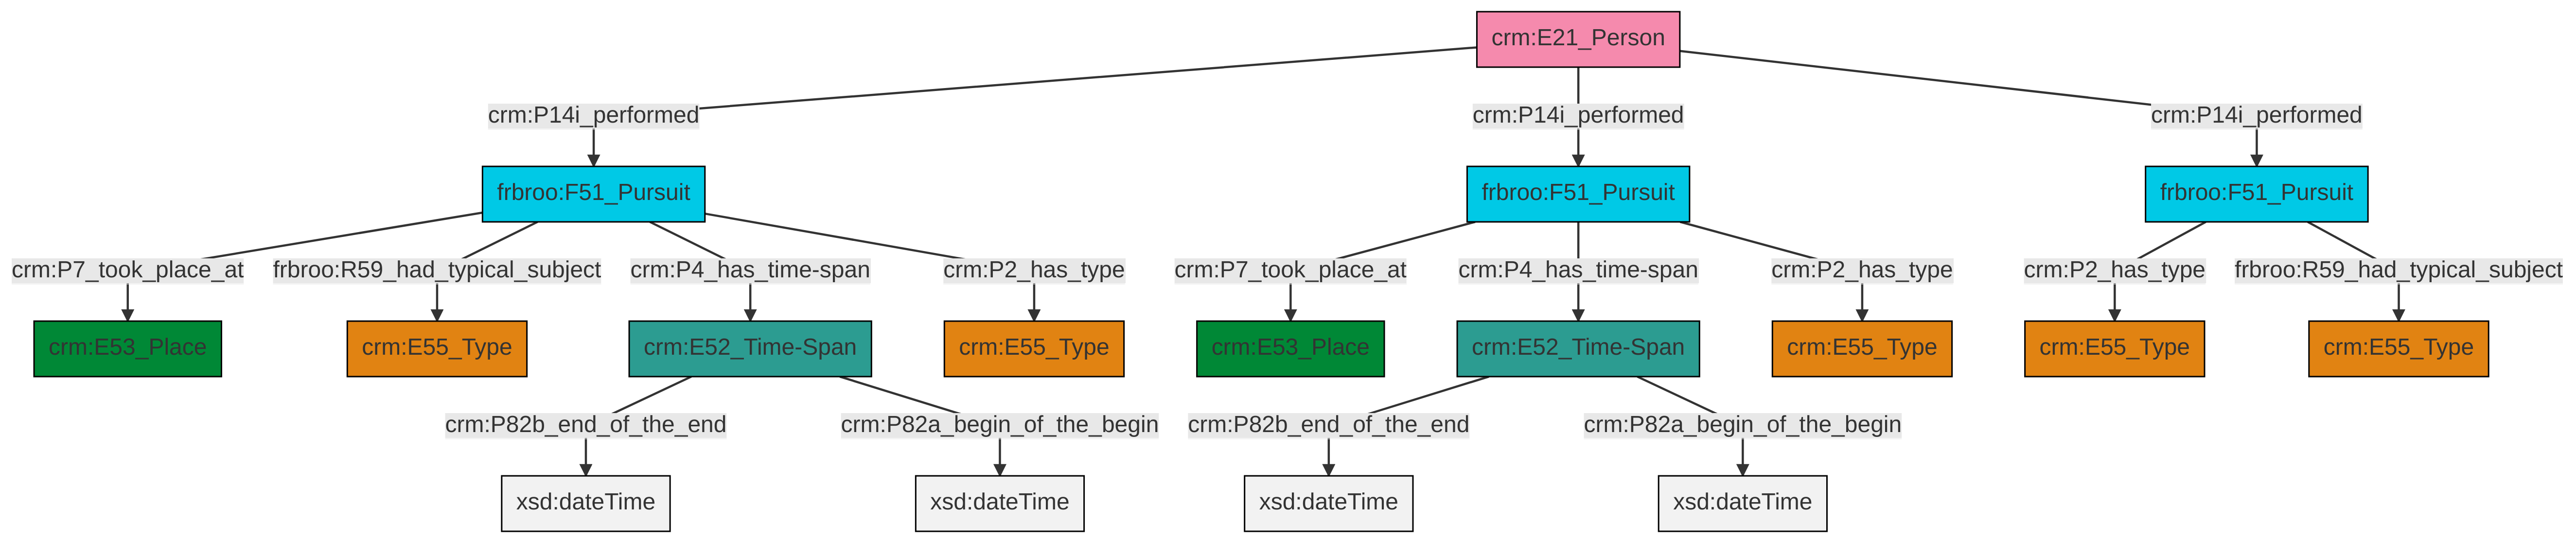 crm:E21_Person
crm:P14i_performed crm:P14i_performed crm:P14i_performed
frbroo:F51_Pursuit frbroo:F51_Pursuit frbroo:F51_Pursuit
crm:P7_took_place_at frbroo:R59_had_typical_subject crm:P4_has_time-span crm:P2_has_type crm:P7_took_place_at crm:P4_has_time-span crm:P2_has_type crm:P2_has_type frbroo:R59_had_typical_subject
crm:E53_Place crm:E55_Type crm:E52_Time-Span crm:E55_Type crm:E53_Place crm:E52_Time-Span crm:E55_Type crm:E55_Type crm:E55_Type
crm:P82b_end_of_the_end crm:P82a_begin_of_the_begin crm:P82b_end_of_the_end crm:P82a_begin_of_the_begin
xsd:dateTime xsd:dateTime xsd:dateTime xsd:dateTime